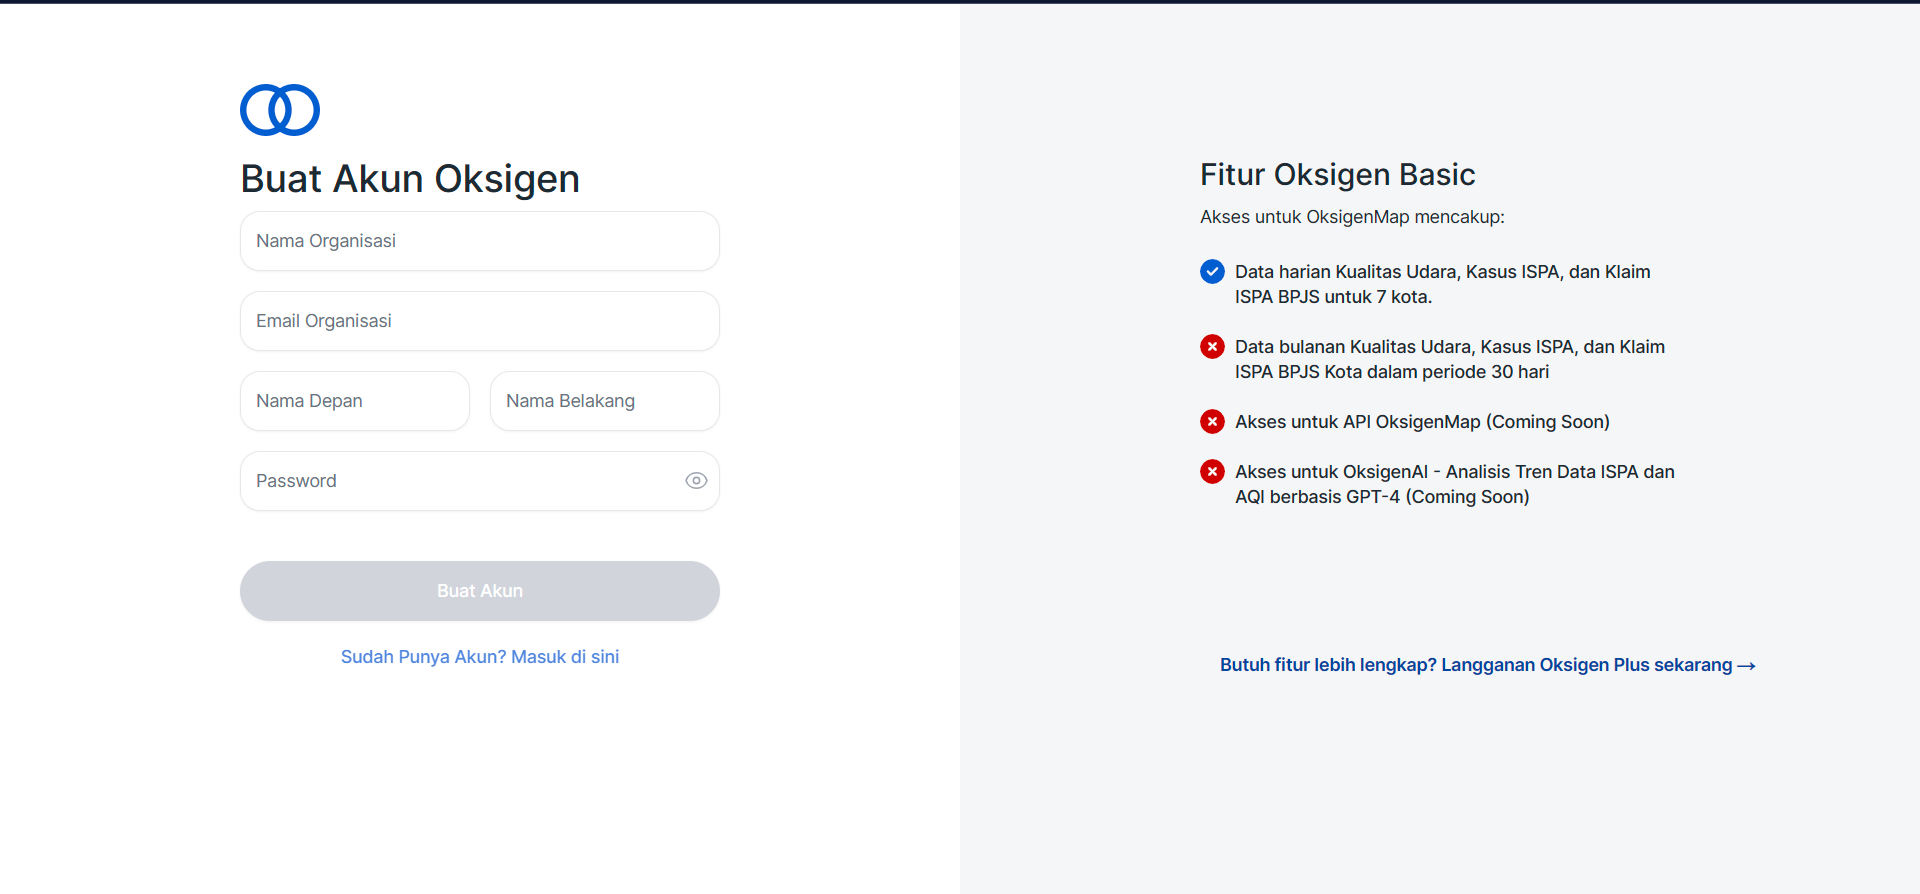 Buat Akun Oksigen
Nama Organisasi
Email Organisasi
Nama Depan
Nama Belakang
Password
Buat Akun
Sudah Punya Akun? Masuk di sini
Fitur Oksigen Basic
Akses untuk OksigenMap mencakup:
Data harian Kualitas Udara, Kasus ISPA, dan Klaim
ISPA BPJS untuk 7 kota.
Data bulanan Kualitas Udara, Kasus ISPA, dan Klaim
ISPA BPJS Kota dalam periode 30 hari
Akses untuk API OksigenMap (Coming Soon)
Akses untuk OksigenAI - Analisis Tren Data ISPA dan
AQI berbasis GPT-4 (Coming Soon)
Butuh fitur lebih lengkap? Langganan Oksigen Plus sekarang →